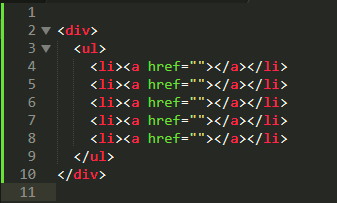 1
2 <div>
3 <ul>
4 <li><a href=""></a></li>
5 <li><a href=""></a></li>
6 <li><a href=""></a></li>
7 <li><a href=""></a></li>
8 <li><a href=""></a></li>
9 </ul>
10 </div>
11